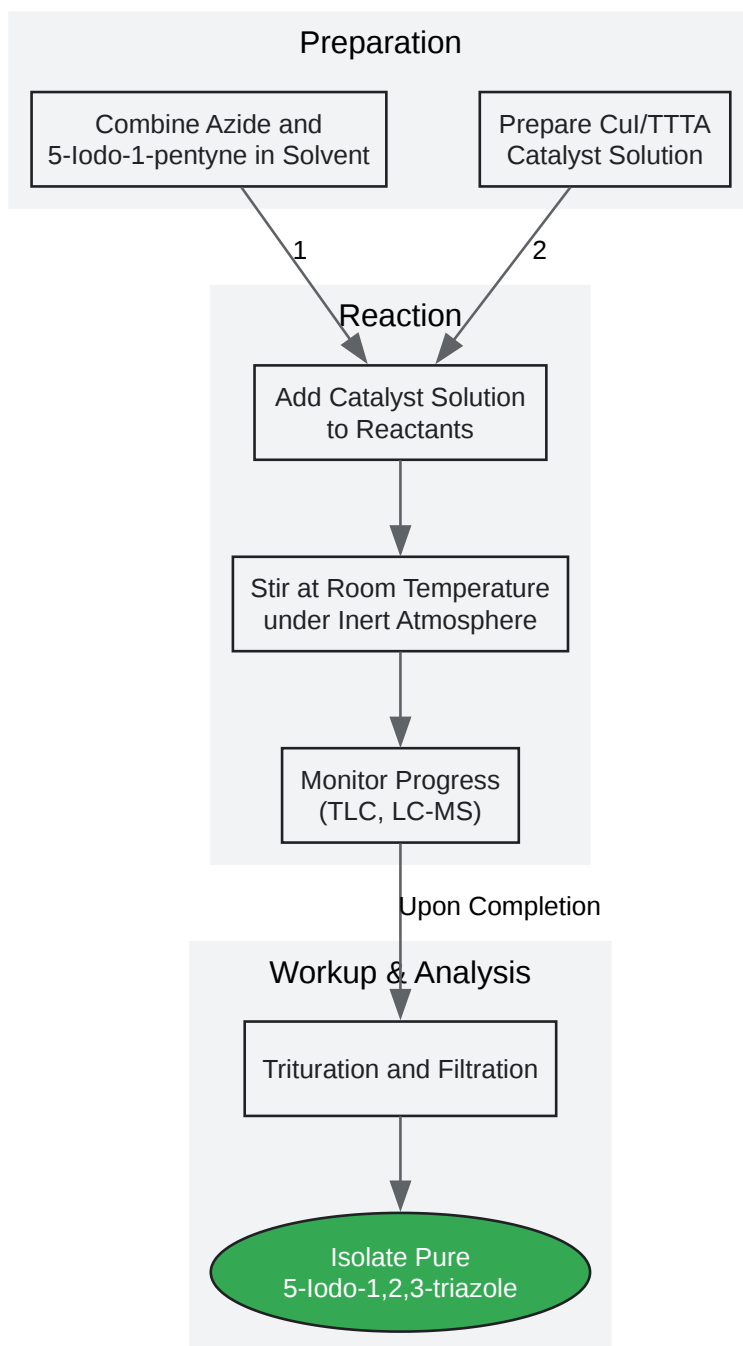 Preparation
Combine Azide and
5-Iodo-1-pentyne in Solvent
Prepare CuI/TTTA
Catalyst Solution
1
2
Reaction
Add Catalyst Solution
to Reactants
Stir at Room Temperature
under Inert Atmosphere
Monitor Progress
(TLC, LC-MS)
Upon Completion
Workup & Analysis
Trituration and Filtration
Isolate Pure
5-Iodo-1,2,3-triazole